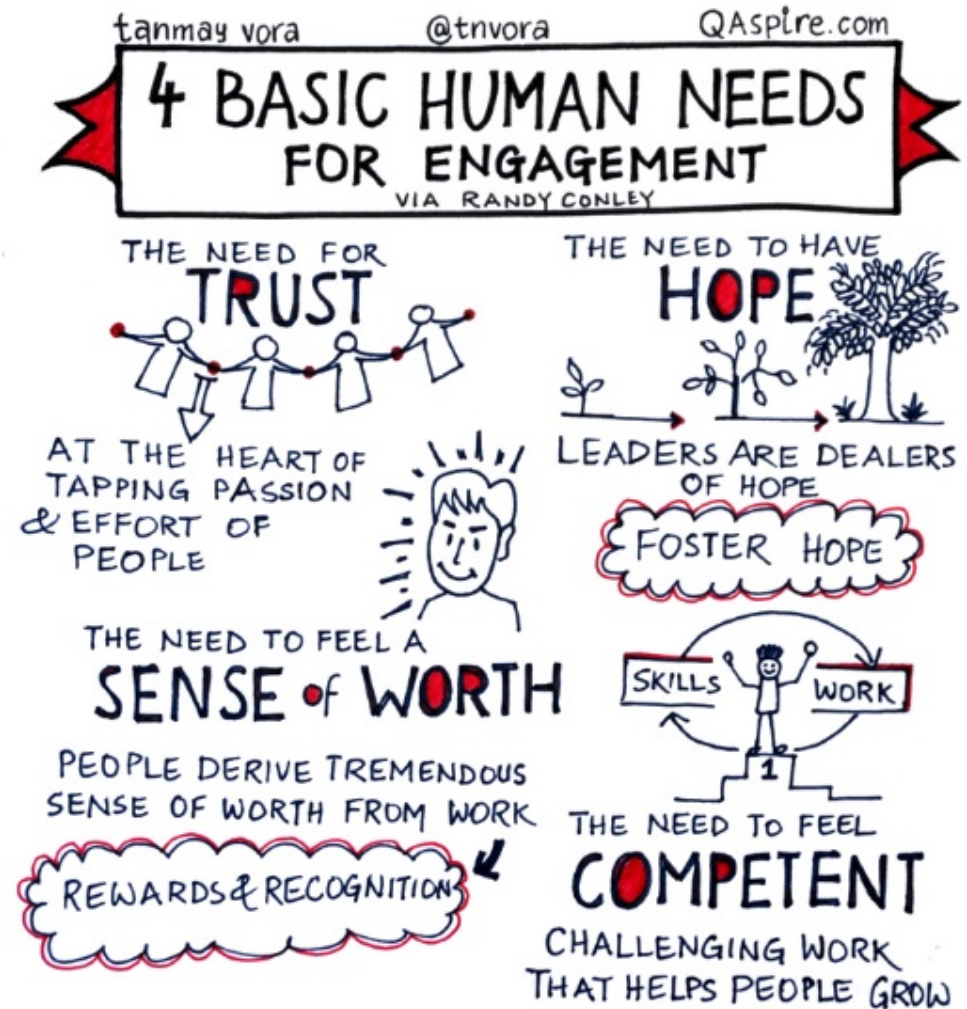 tanmay vora @tnvora QAspire.com
4 BASIC HUMAN NEEDS
FOR ENGAGEMENT
VIA RANDY CONLEY
THE NEED FOR
TRUST
AT THE HEART OF
TAPPING PASSION
& EFFORT OF
PEOPLE
THE NEED TO HAVE
HOPE
LEADERS ARE DEALERS
OF HOPE
FOSTER HOPE
THE NEED TO FEEL A
SENSE of WORTH
PEOPLE DERIVE TREMENDOUS
SENSE OF WORTH FROM WORK
REWARDS & RECOGNITION
SKILLS
WORK
1
THE NEED TO FEEL
COMPETENT
CHALLENGING WORK
THAT HELPS PEOPLE GROW